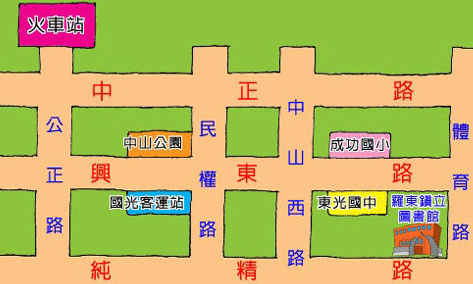 火車站
中正路
公正路
民權路
中山西路
體育路
中山公園
成功國小
興東路
國光客運站
東光國中
羅東鎮立
圖書館
純精路